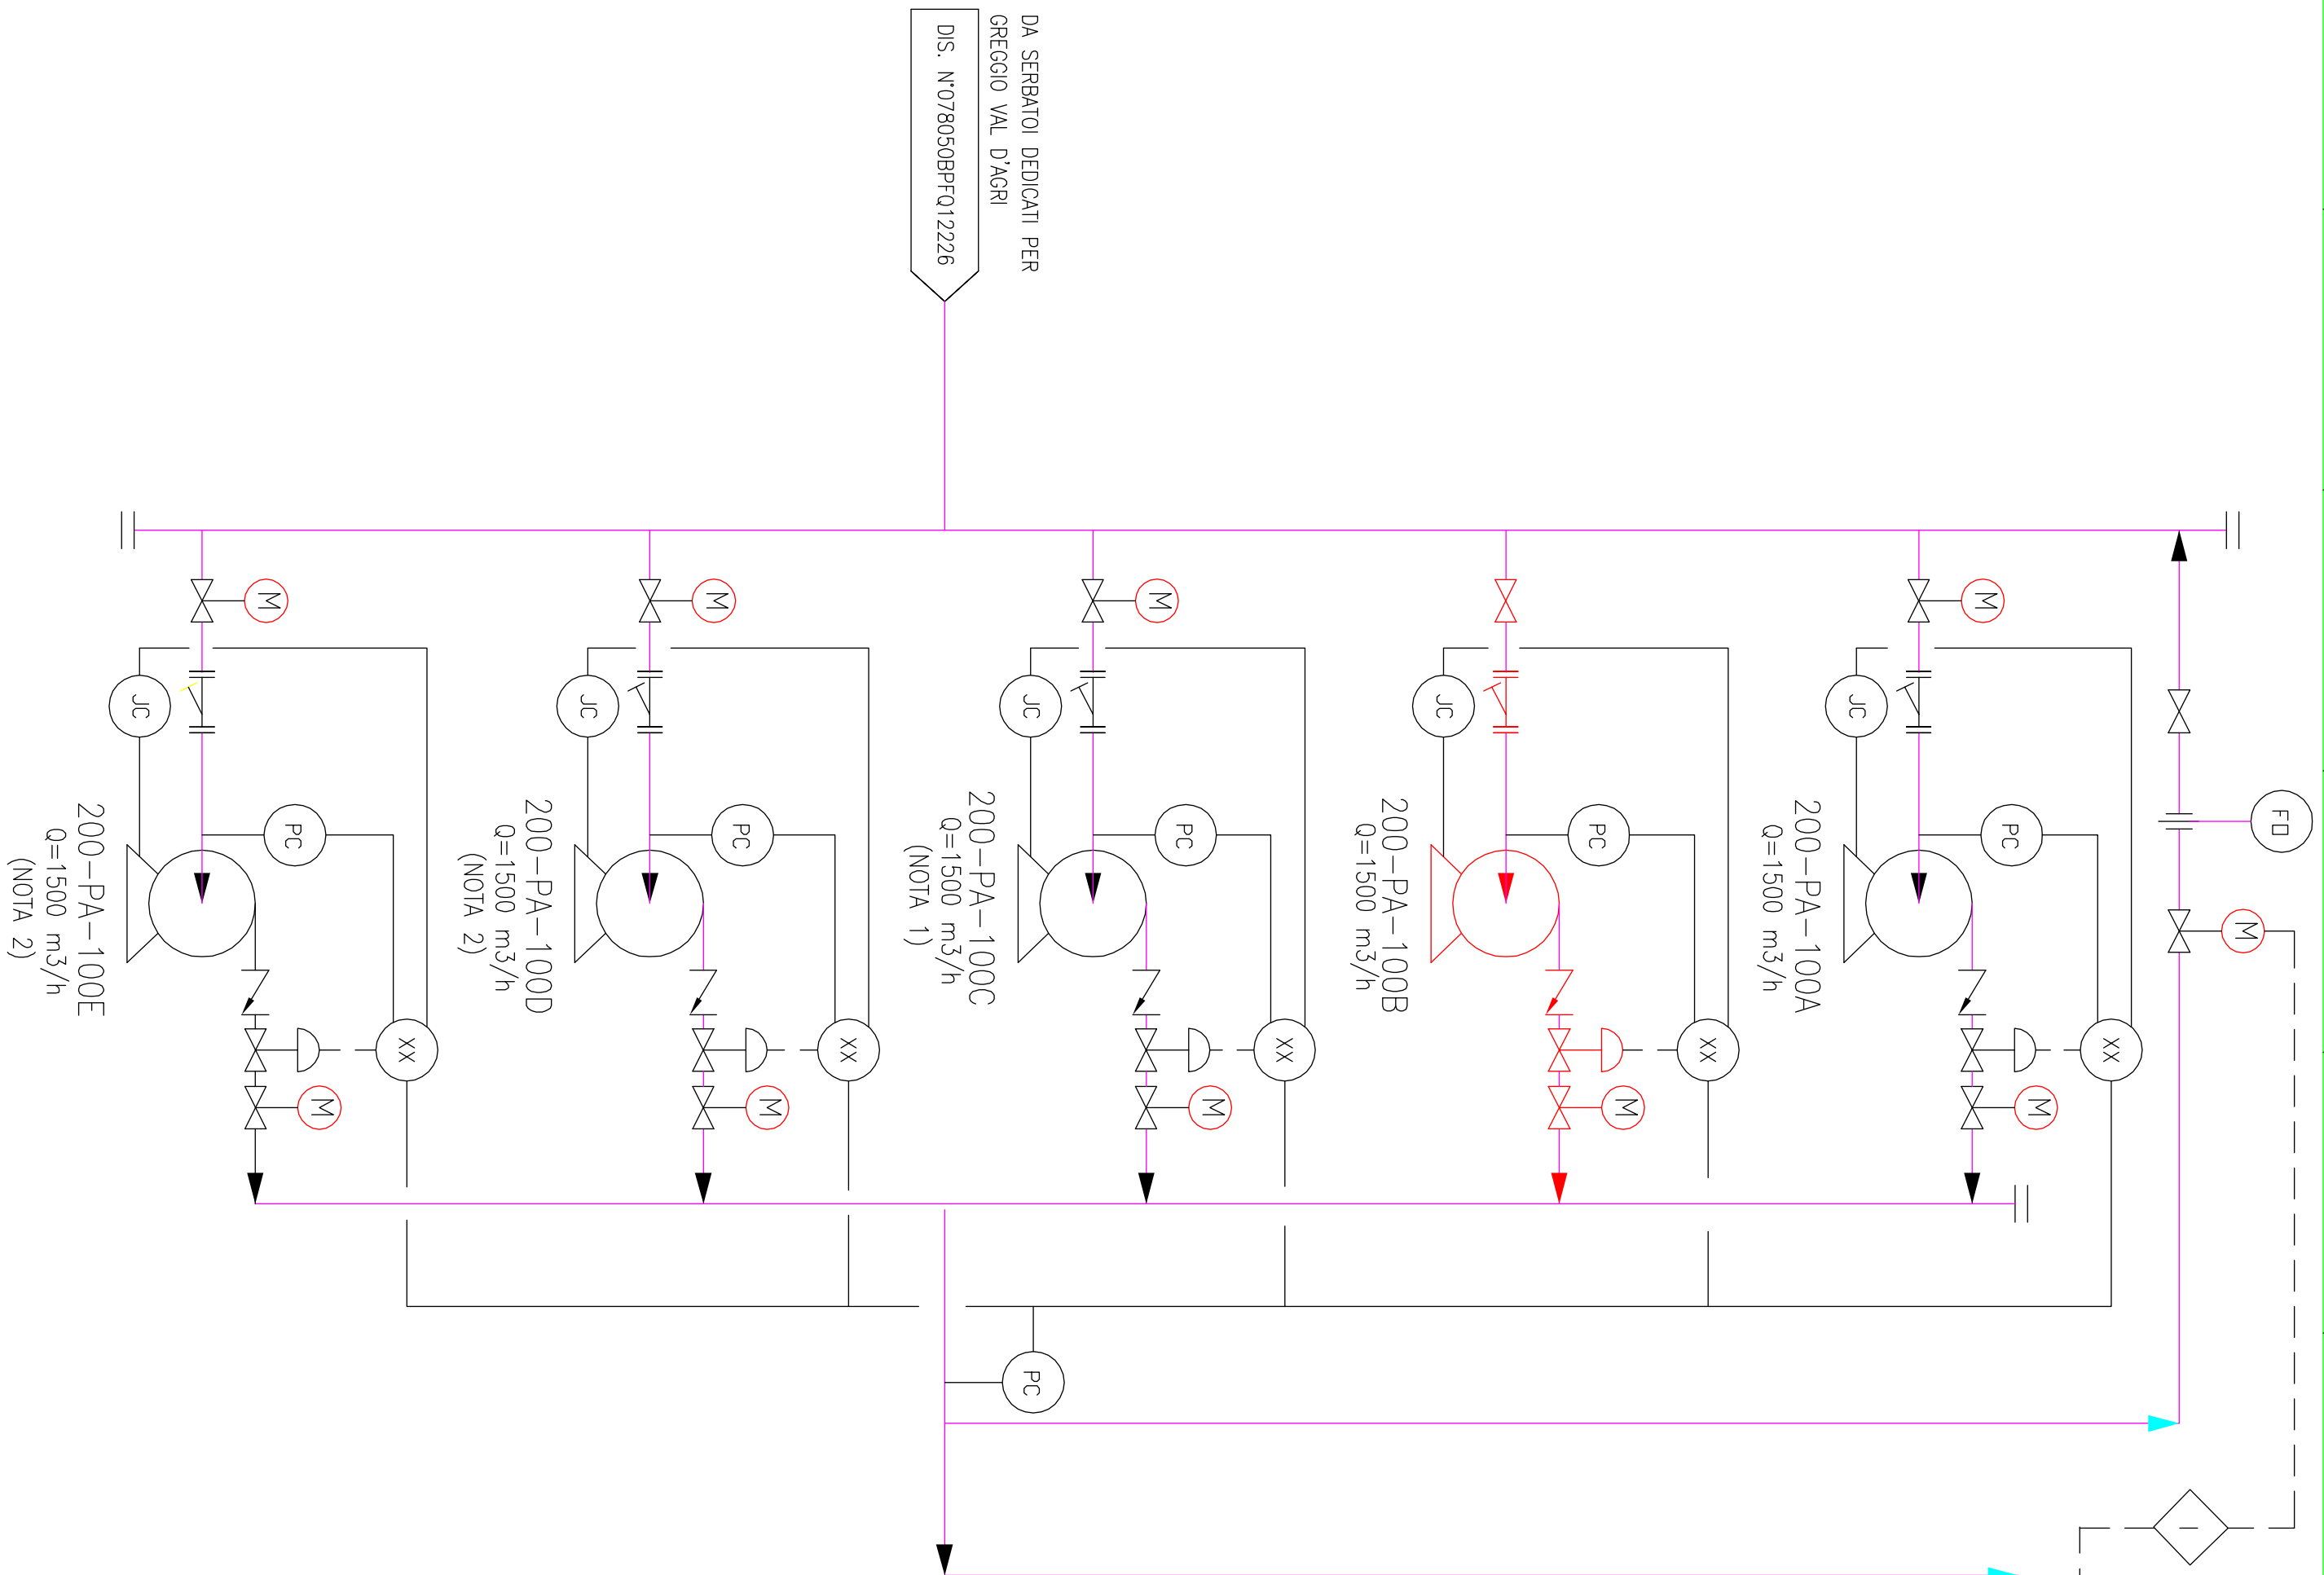 DA SERBATOI DEDICATI PER
GREGGIO VAL D'AGRI
DIS. N°078050BPFQ12226
FO
M
M
M
M
M
JC
JC
JC
JC
JC
PC
PC
PC
PC
PC
M
200-PA-100A
Q=1500 m3/h
200-PA-100B
Q=1500 m3/h
200-PA-100C
Q=1500 m3/h
(NOTA 1)
200-PA-100D
Q=1500 m3/h
(NOTA 2)
200-PA-100E
Q=1500 m3/h
(NOTA 2)
XX
XX
XX
XX
XX
M
M
M
M
M
PC
I